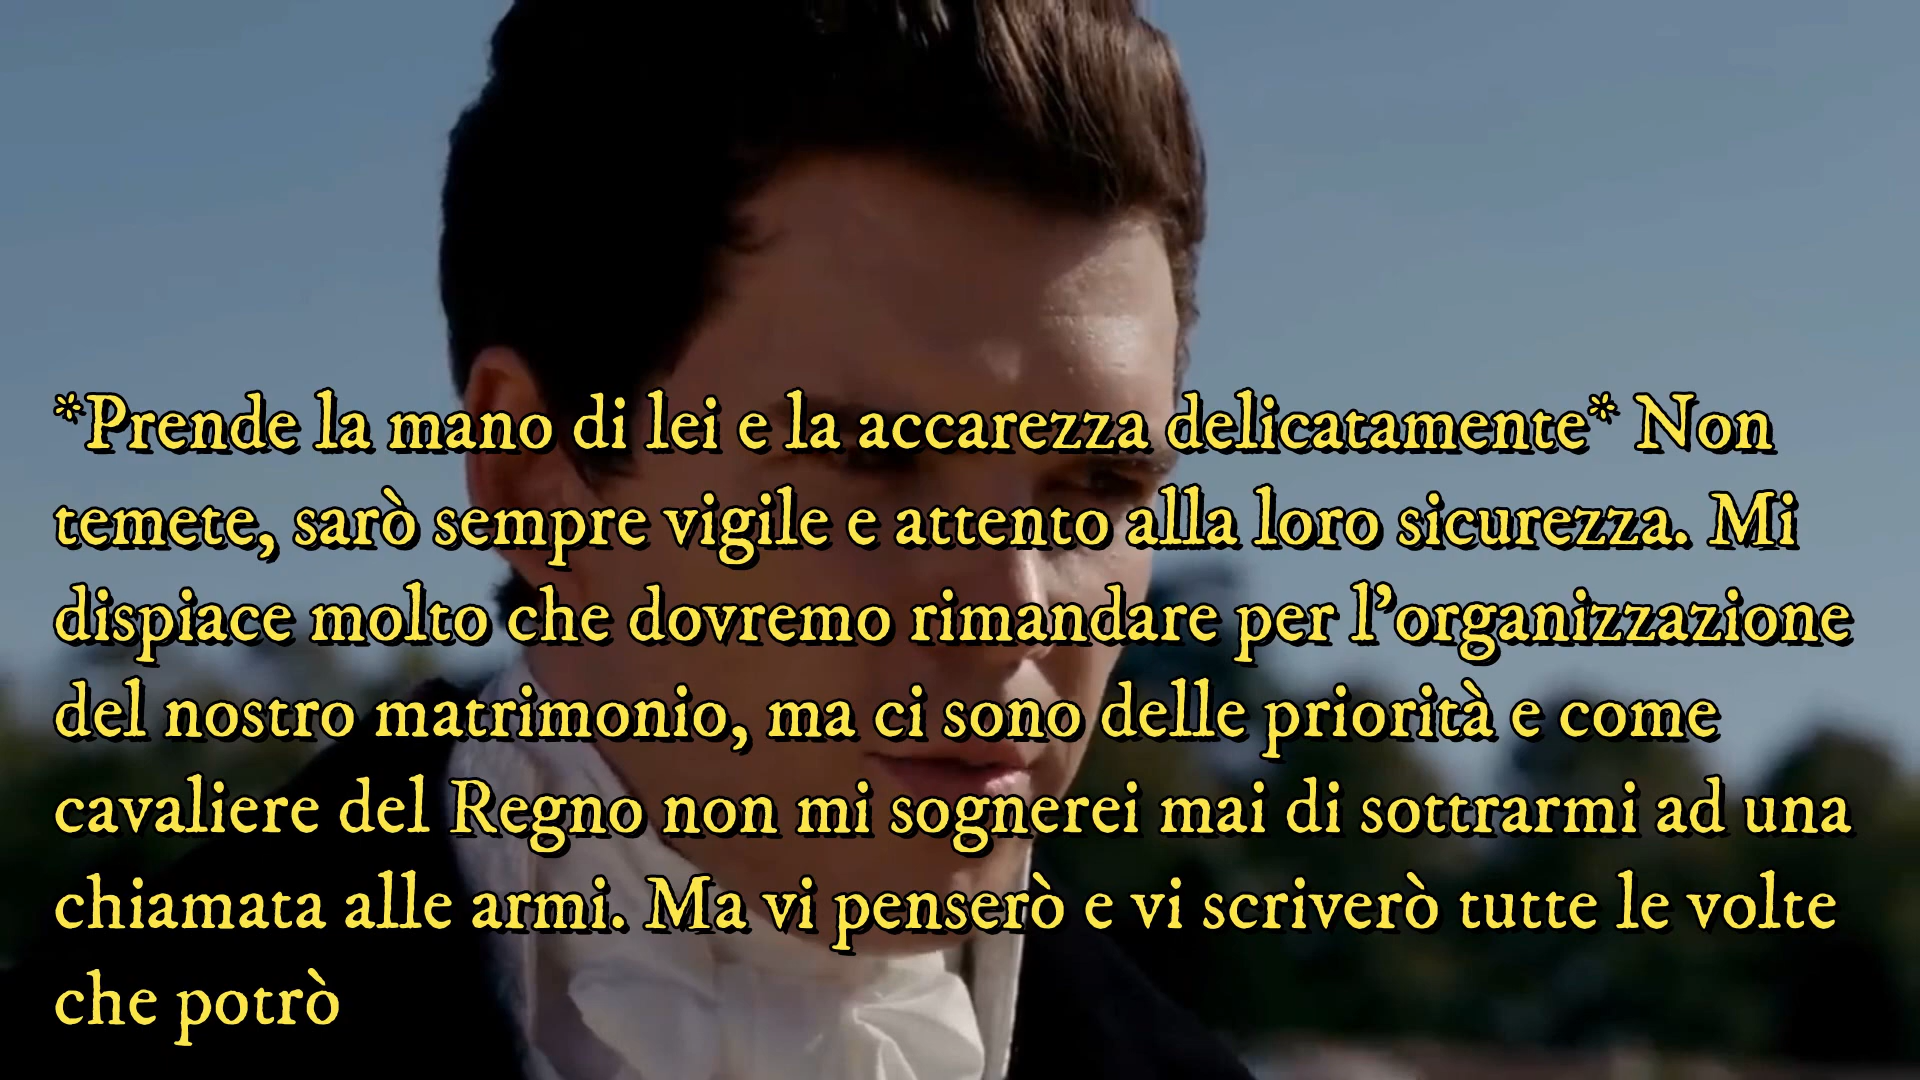 *Prende la mano di lei e la accarezza delicatamente* Non
temete, sarò sempre vigile e attento alla loro sicurezza. Mi
dispiace molto che dovremo rimandare per l'organizzazione
del nostro matrimonio, ma ci sono delle priorità e come
cavaliere del Regno non mi sognerei mai di sottrarmi ad una
chiamata alle armi. Ma vi penserò e vi scriverò tutte le volte
che potrò